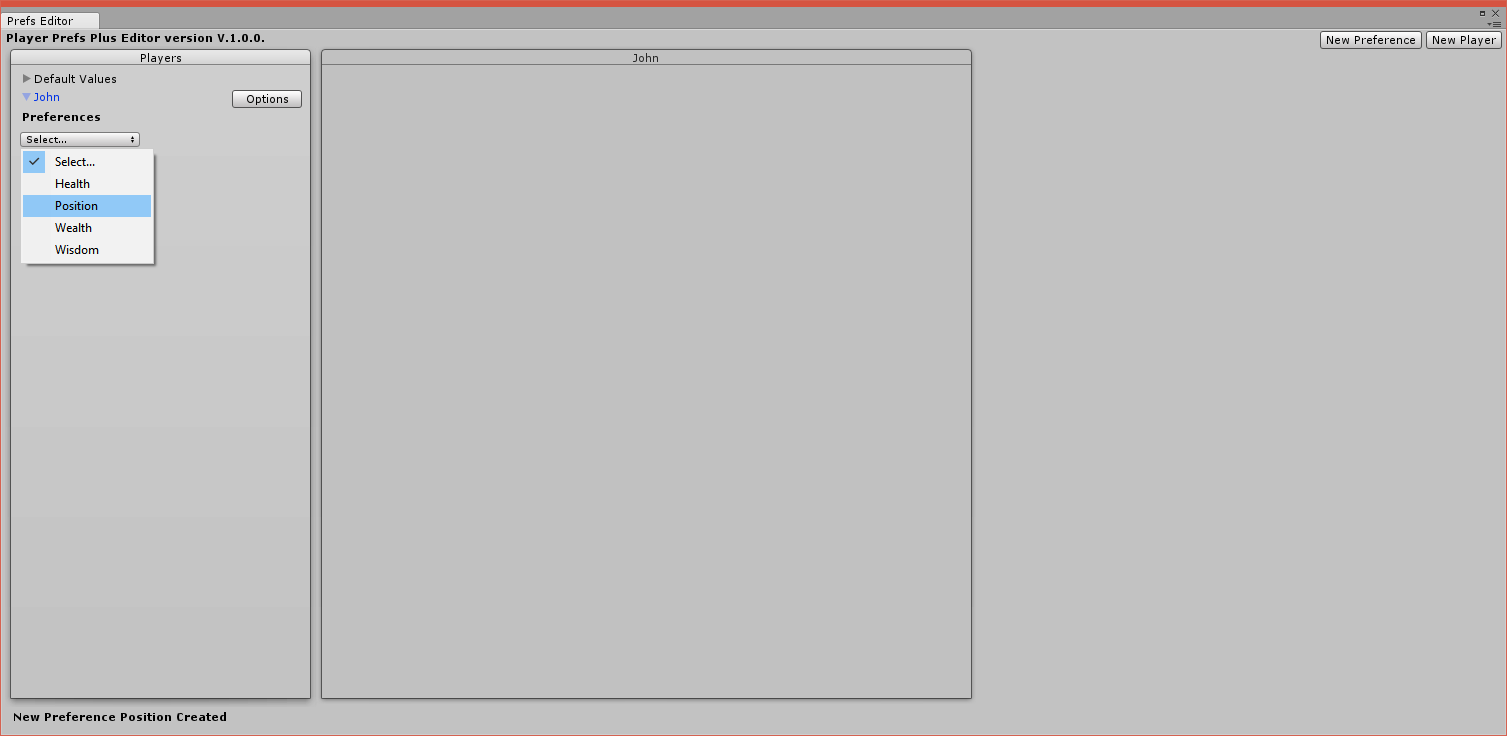 Prefs Editor
Player Prefs Plus Editor version V.1.0.0.
New Preference
New Player
Players
John
Default Values
John
Options
Preferences
Select...
Select...
Health
Position
Wealth
Wisdom
New Preference Position Created